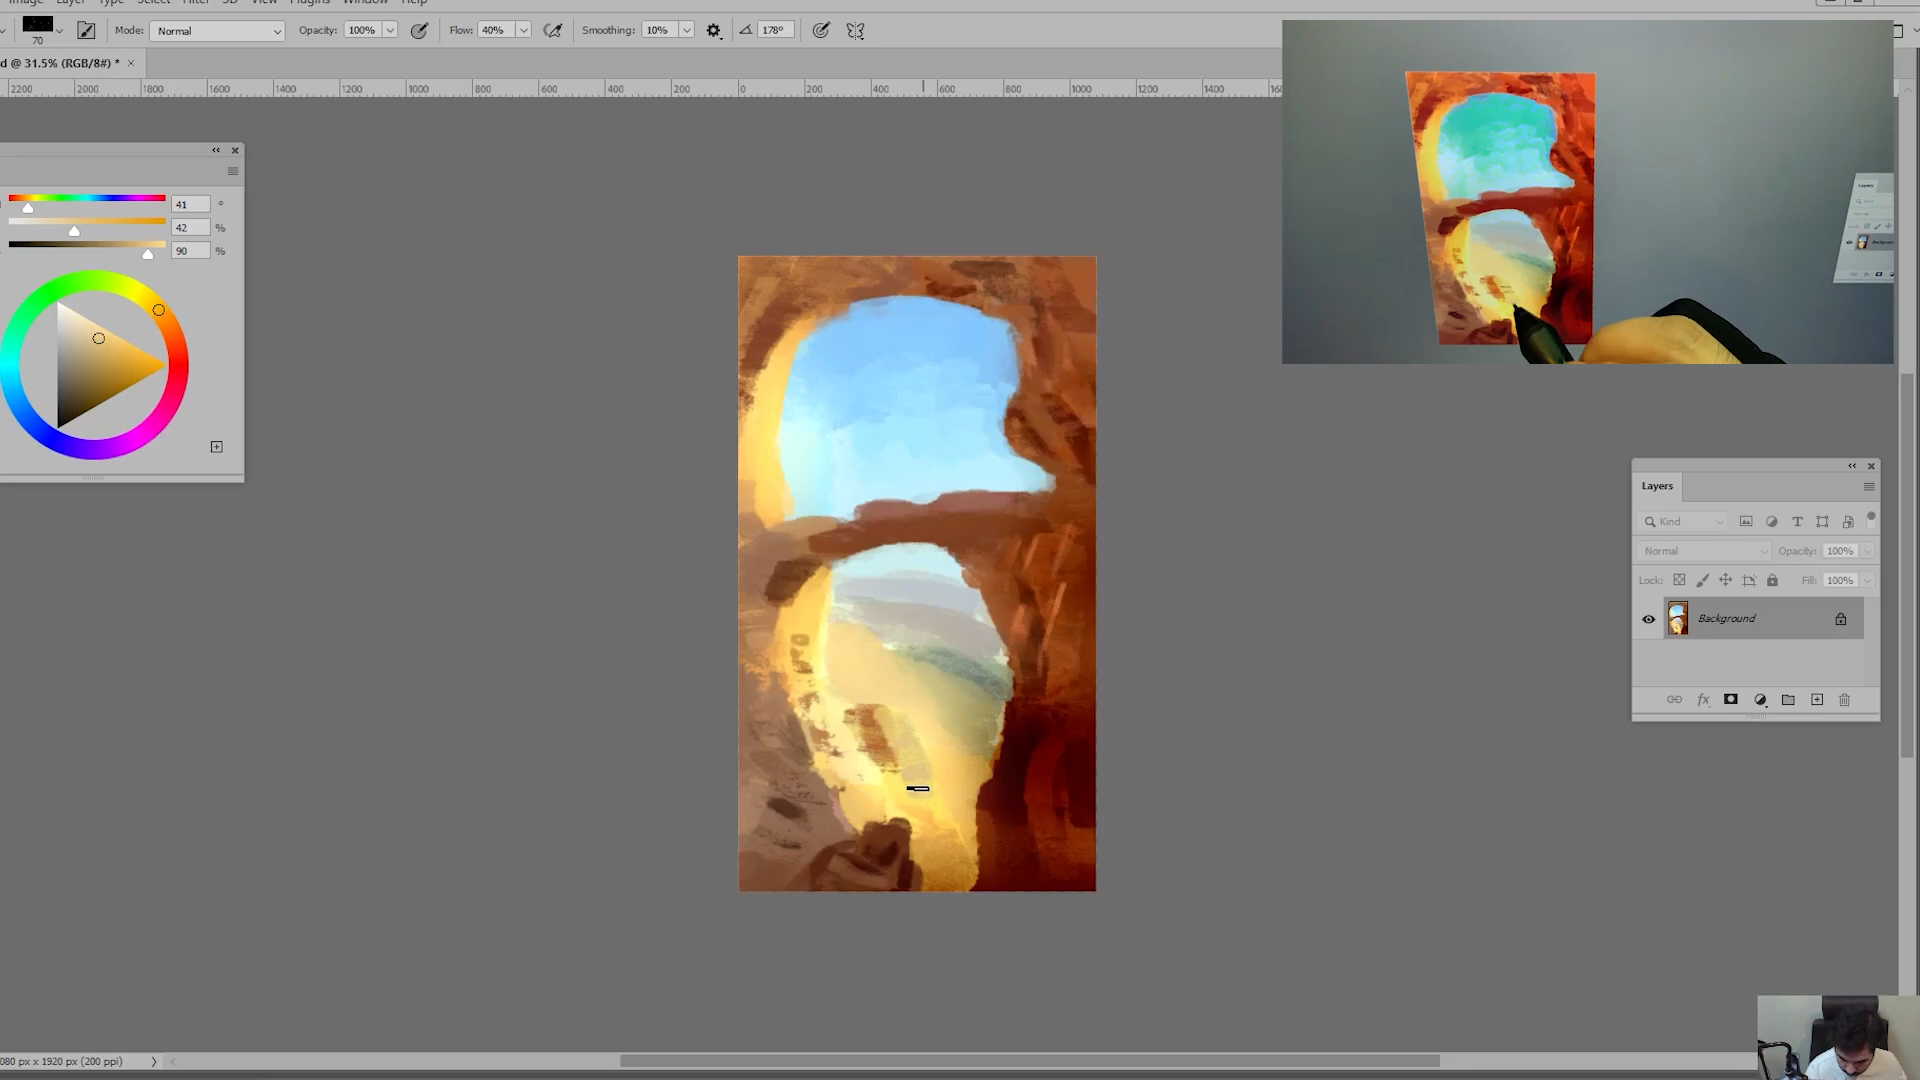 Image Layer Type Select Filter 3D View Plugins Window Help
70 Mode: Normal Opacity: 100% Flow: 40% Smoothing: 10% 178°
d @ 31.5% (RGB/8#) * ×
2200 2000 1800 1600 1400 1200 1000 800 600 400 200 0 200 400 600 800 1000 1200 1400
41 °
42 %
90 %
Layers
Layers
Kind
Normal Opacity: 100%
Lock: Fill: 100%
Background
fx
080 px x 1920 px (200 ppi)